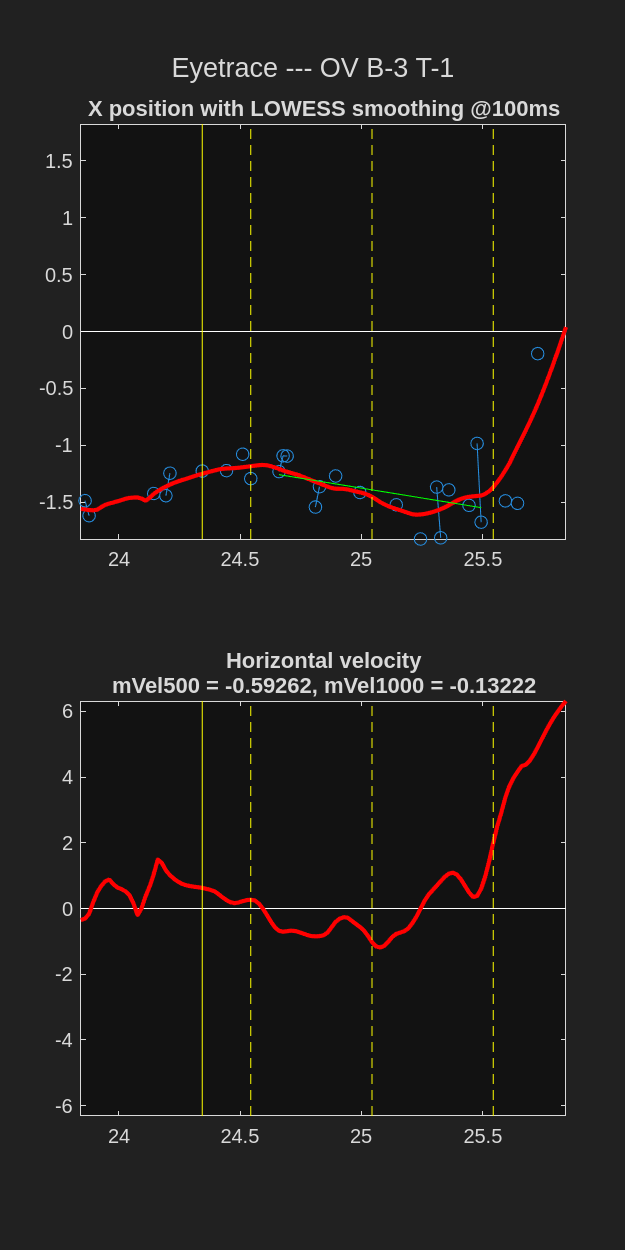 Eyetrace --- OV B-3 T-1
X position with LOWESS smoothing @100ms
1.5
1
0.5
0
-0.5
-1
-1.5
24 24.5 25 25.5
Horizontal velocity
mVel500 = -0.59262, mVel1000 = -0.13222
6
4
2
0
-2
-4
-6
24 24.5 25 25.5